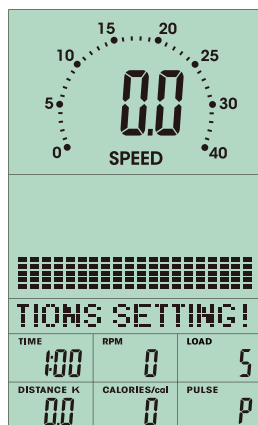 15 20
10 25
5 0.0 30
0 SPEED 40
TIONS SETTING!
TIME RPM LOAD
1:00 0 5
DISTANCE K CALORIES/cal PULSE
0.0 0 P